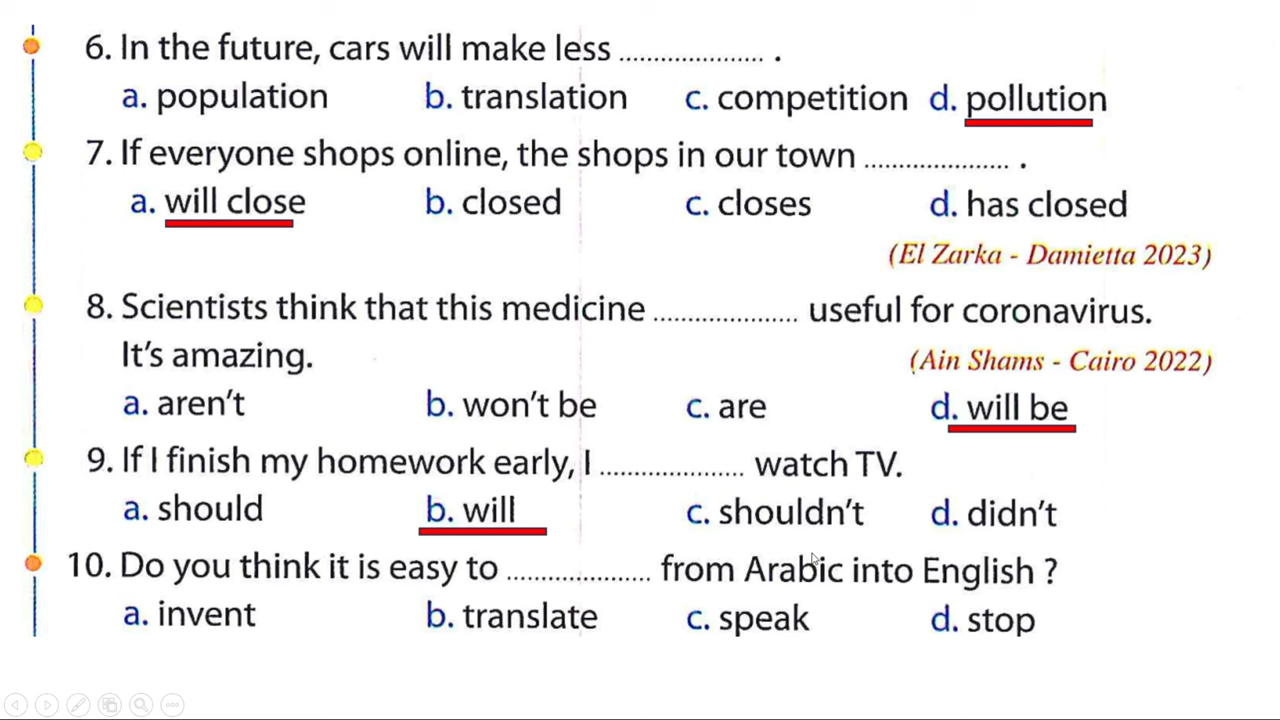 6. In the future, cars will make less ..................... .
a. population b. translation c. competition d. pollution
7. If everyone shops online, the shops in our town ..................... .
a. will close b. closed c. closes d. has closed
(El Zarka - Damietta 2023)
8. Scientists think that this medicine ..................... useful for coronavirus.
It's amazing.
(Ain Shams - Cairo 2022)
a. aren't b. won't be c. are d. will be
9. If I finish my homework early, I ..................... watch TV.
a. should b. will c. shouldn't d. didn't
10. Do you think it is easy to ..................... from Arabic into English ?
a. invent b. translate c. speak d. stop